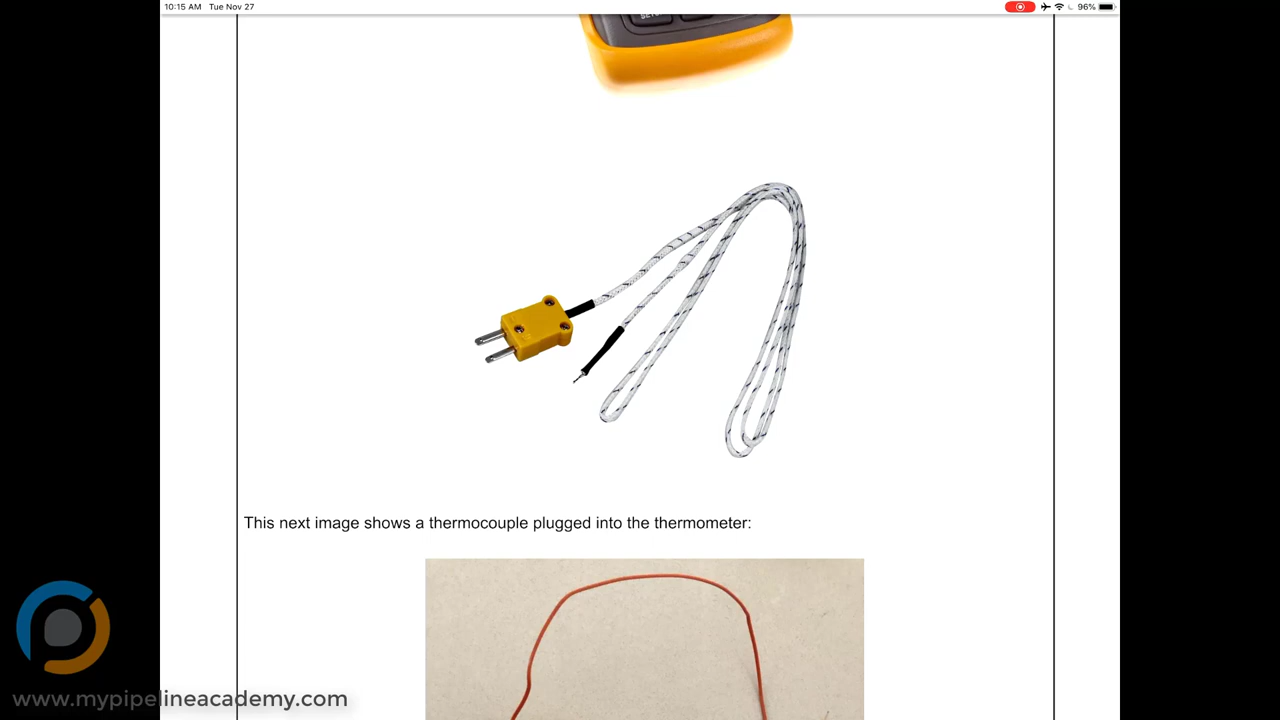 10:15 AM Tue Nov 27
96%
This next image shows a thermocouple plugged into the thermometer:
www.mypipelineacademy.com